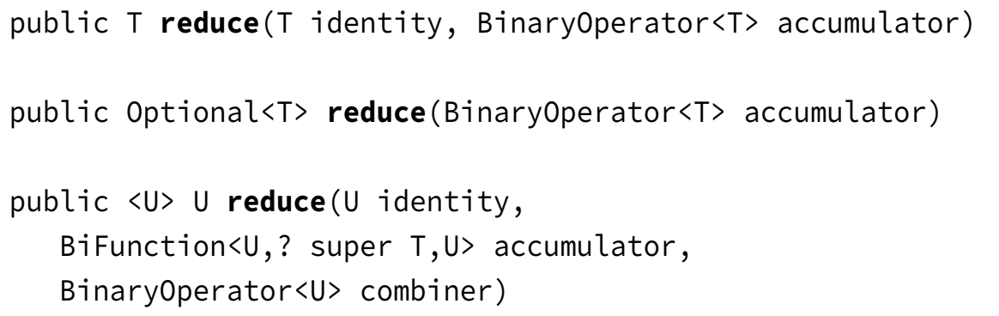 public T reduce(T identity, BinaryOperator<T> accumulator)
public Optional<T> reduce(BinaryOperator<T> accumulator)
public <U> U reduce(U identity,
BiFunction<U,? super T,U> accumulator,
BinaryOperator<U> combiner)